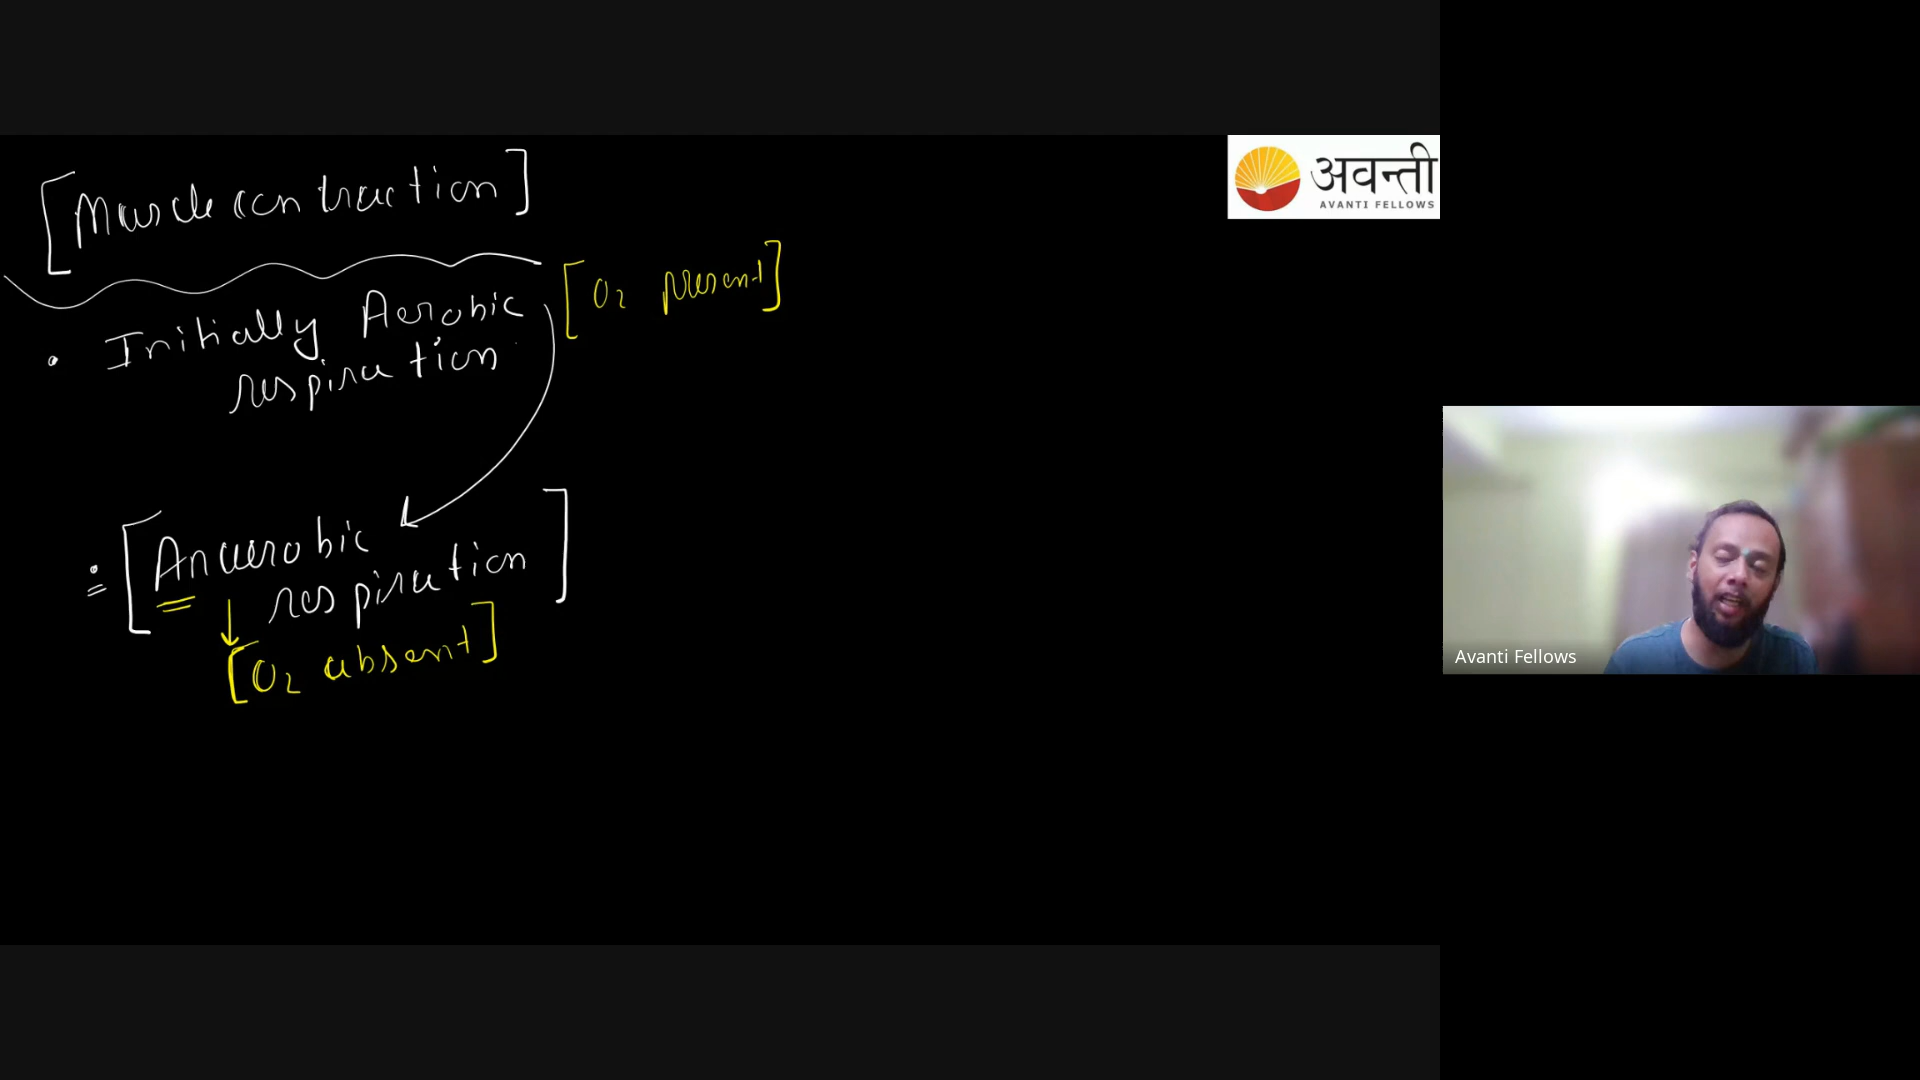 [Muscle contraction]
• Initially Aerobic [O2 present]
respiration
[Anaerobic
respiration]
[O2 absent]
अवन्ती
AVANTI FELLOWS
Avanti Fellows